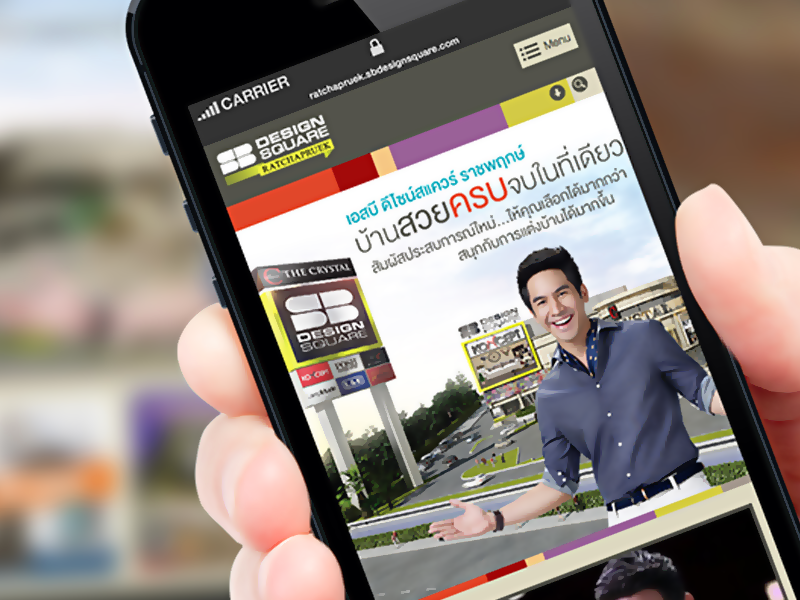 CARRIER
ratchapruek.sbdesignsquare.com
Menu
SB DESIGN
SQUARE
RATCHAPRUEK
เอสบี ดีไซน์สแควร์ ราชพฤกษ์
บ้านสวยครบจบในที่เดียว
สัมผัสประสบการณ์ใหม่...ให้คุณเลือกได้มากกว่า
สนุกกับการแต่งบ้านได้มากขึ้น
THE CRYSTAL
SB
DESIGN
SQUARE
KONCEPT
SB DESIGN
SQUARE
KONCEPT